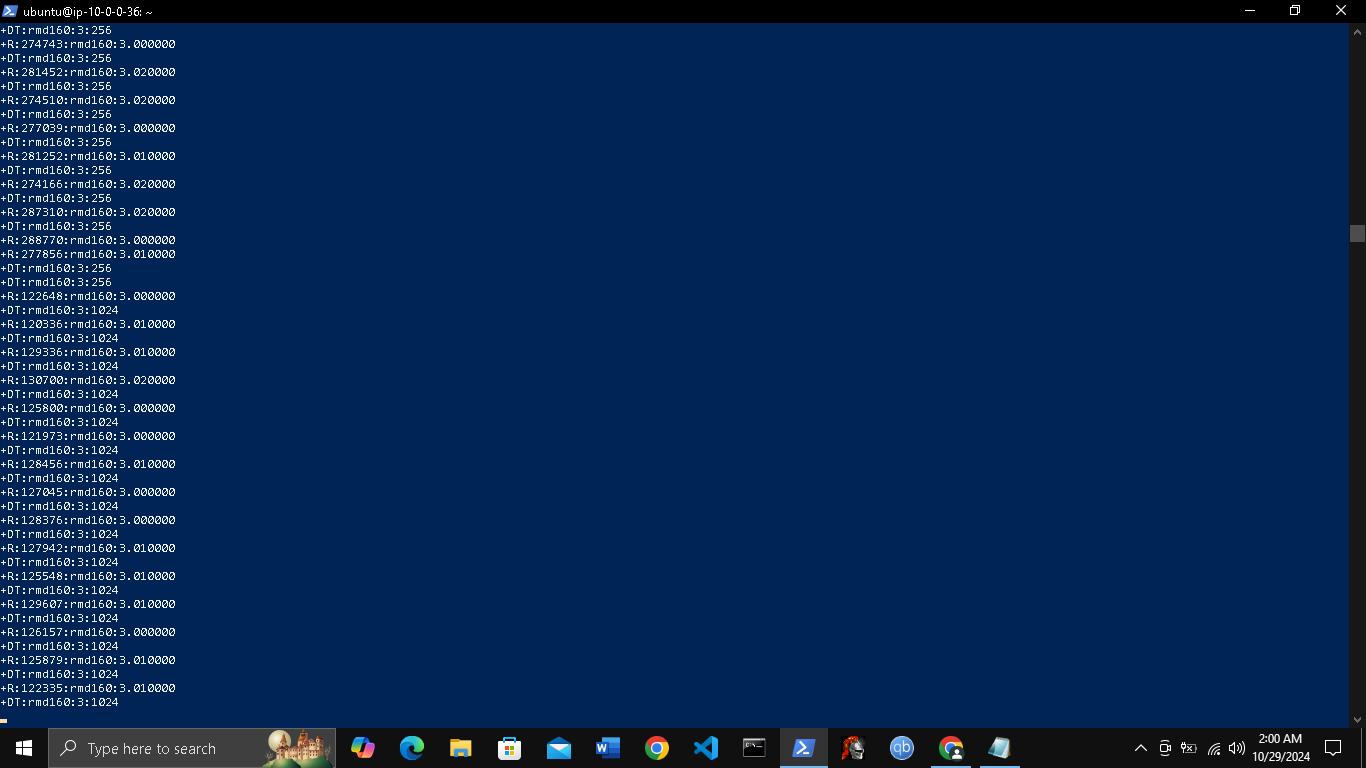 ubuntu@ip-10-0-0-36: ~
+DT:rmd160:3:256
+R:274743:rmd160:3.000000
+DT:rmd160:3:256
+R:281452:rmd160:3.020000
+DT:rmd160:3:256
+R:274510:rmd160:3.020000
+DT:rmd160:3:256
+R:277039:rmd160:3.000000
+DT:rmd160:3:256
+R:281252:rmd160:3.010000
+DT:rmd160:3:256
+R:274166:rmd160:3.020000
+DT:rmd160:3:256
+R:287310:rmd160:3.020000
+DT:rmd160:3:256
+R:288770:rmd160:3.000000
+R:277856:rmd160:3.010000
+DT:rmd160:3:256
+DT:rmd160:3:256
+R:122648:rmd160:3.000000
+DT:rmd160:3:1024
+R:120336:rmd160:3.010000
+DT:rmd160:3:1024
+R:129336:rmd160:3.010000
+DT:rmd160:3:1024
+R:130700:rmd160:3.020000
+DT:rmd160:3:1024
+R:125800:rmd160:3.000000
+DT:rmd160:3:1024
+R:121973:rmd160:3.000000
+DT:rmd160:3:1024
+R:128456:rmd160:3.010000
+DT:rmd160:3:1024
+R:127045:rmd160:3.000000
+DT:rmd160:3:1024
+R:128376:rmd160:3.000000
+DT:rmd160:3:1024
+R:127942:rmd160:3.010000
+DT:rmd160:3:1024
+R:125548:rmd160:3.010000
+DT:rmd160:3:1024
+R:129607:rmd160:3.010000
+DT:rmd160:3:1024
+R:126157:rmd160:3.000000
+DT:rmd160:3:1024
+R:125879:rmd160:3.010000
+DT:rmd160:3:1024
+R:122335:rmd160:3.010000
+DT:rmd160:3:1024
Type here to search
qb
2:00 AM
10/29/2024